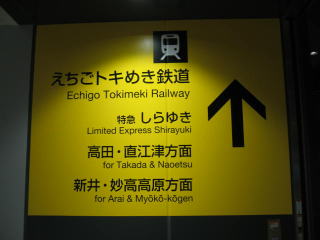 えちごトキめき鉄道
Echigo Tokimeki Railway
特急 しらゆき
Limited Express Shirayuki
高田・直江津方面
for Takada & Naoetsu
新井・妙高高原方面
for Arai & Myōkō-kōgen